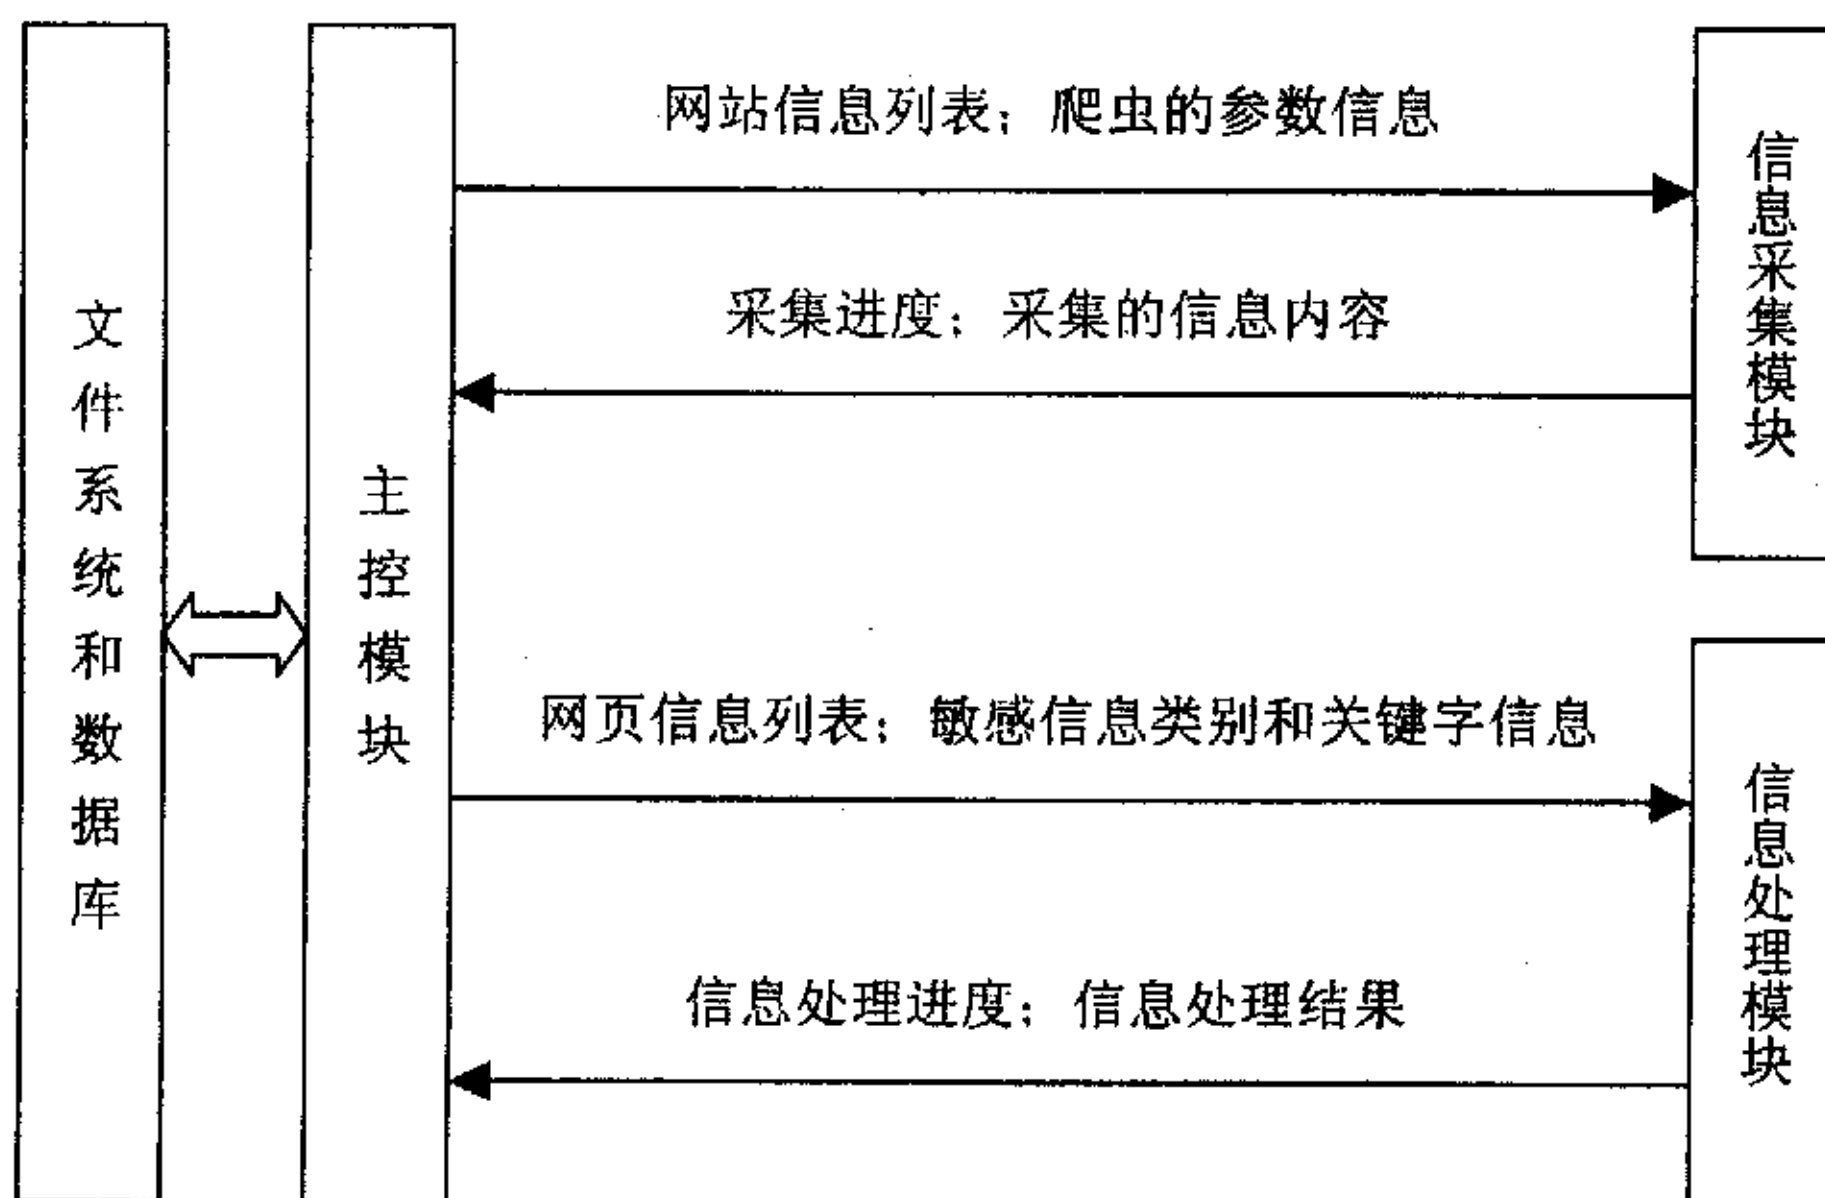 文件系统和数据库
主控模块
网站信息列表；爬虫的参数信息
采集进度；采集的信息内容
信息采集模块
网页信息列表；敏感信息类别和关键字信息
信息处理进度；信息处理结果
信息处理模块